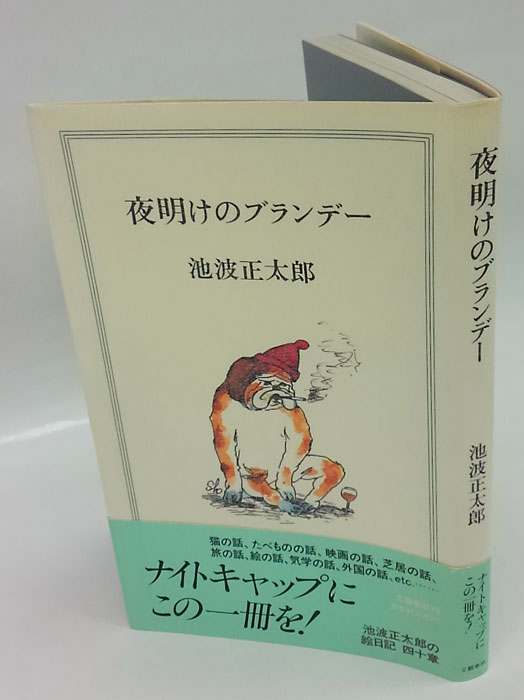 夜明けのブランデー
池波正太郎
猫の話、たべものの話、映画の話、芝居の話、
旅の話、絵の話、気学の話、外国の話、etc.……
ナイトキャップに
この一冊を!
池波正太郎の
絵日記 四十章
夜明けのブランデー
池波正太郎
ナイトキャップに
この一冊を!
文藝春秋